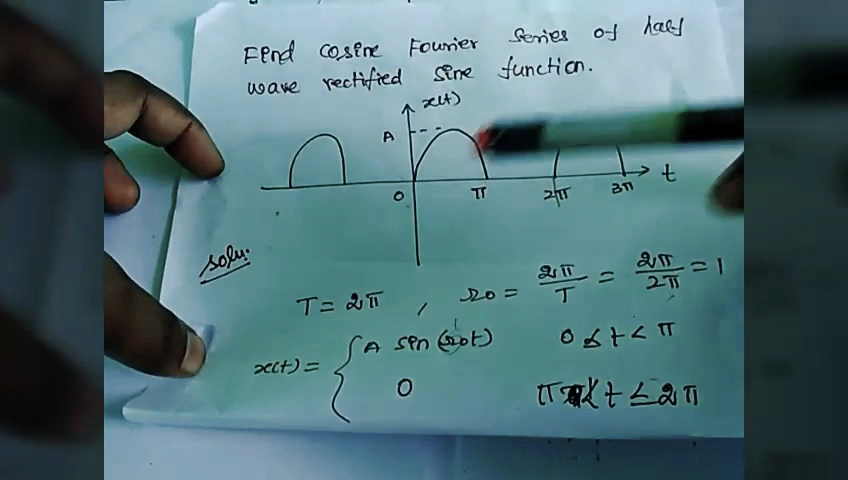 Find cosine Fourier series of half
wave rectified sine function.
x(t)
A
0 π 2π 3π t
Solu.
T = 2π , Ω0 = 2π/T = 2π/2π = 1
x(t) = { A sin(Ω0t) 0 ≤ t < π
0 π < t ≤ 2π